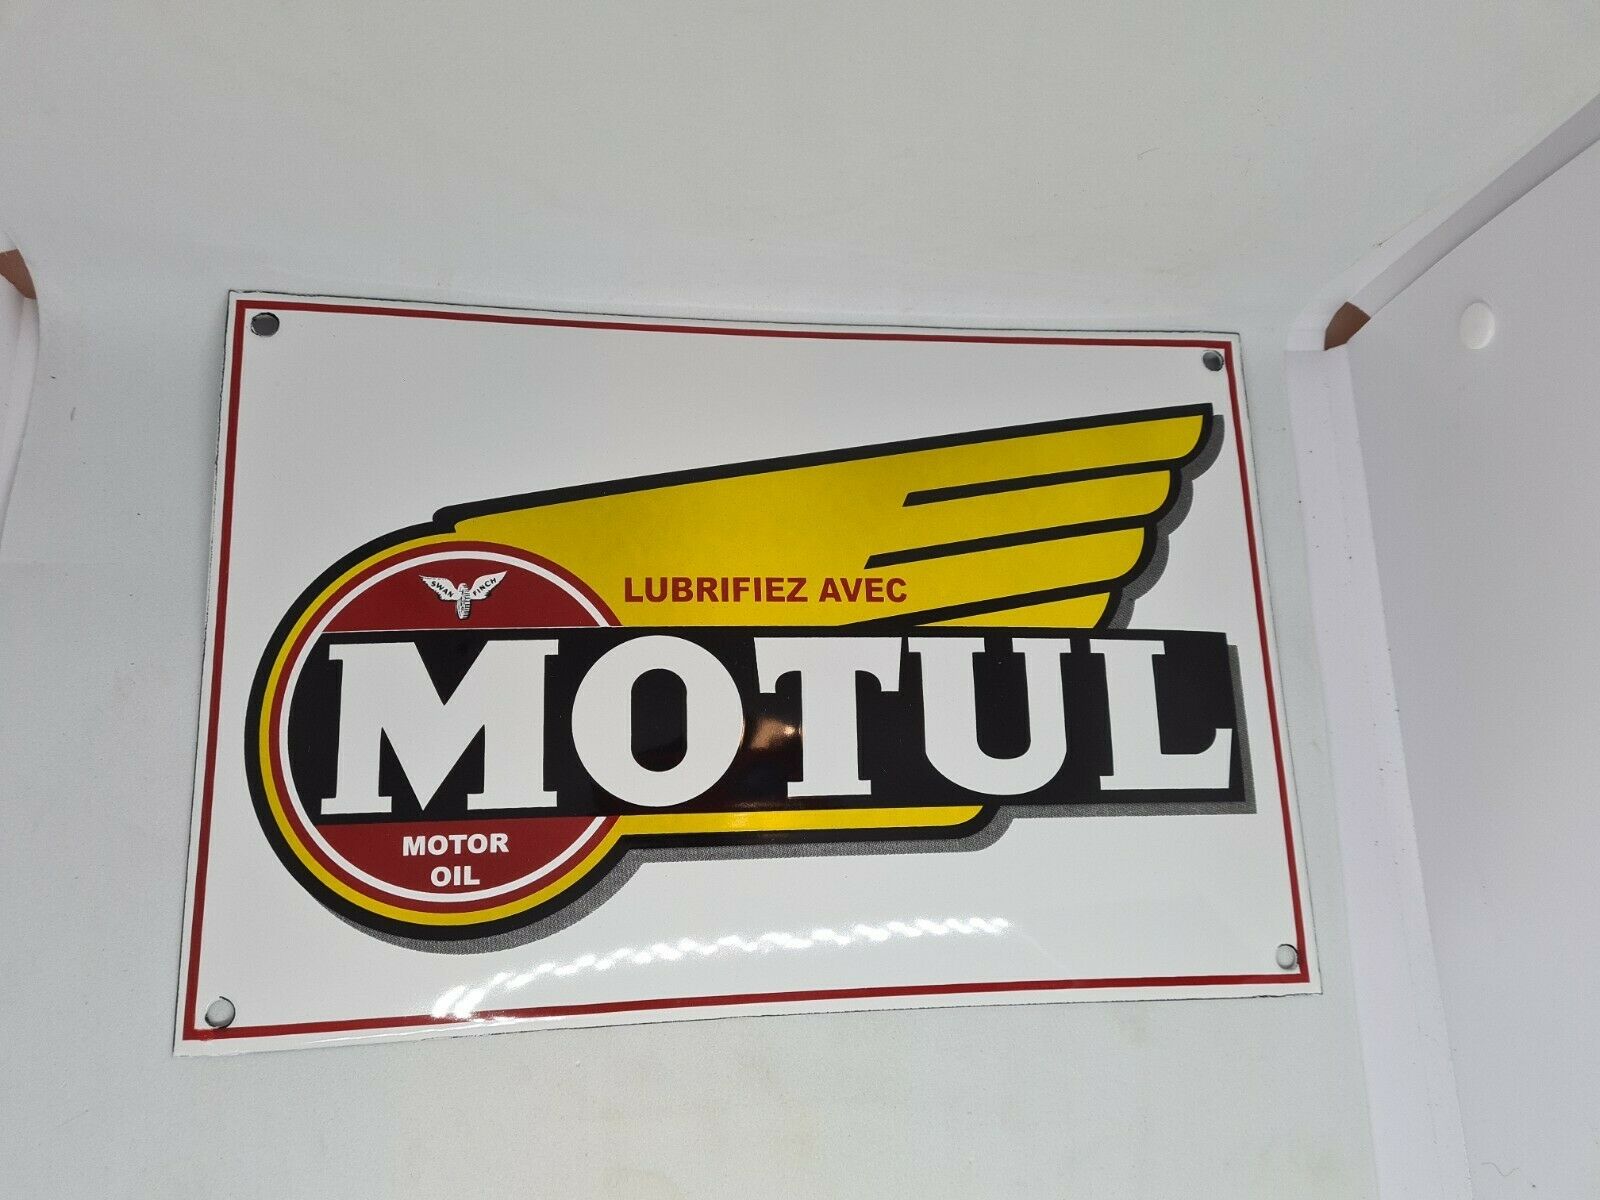 LUBRIFIEZ AVEC
SWAN FINCH
MOTUL
MOTOR
OIL